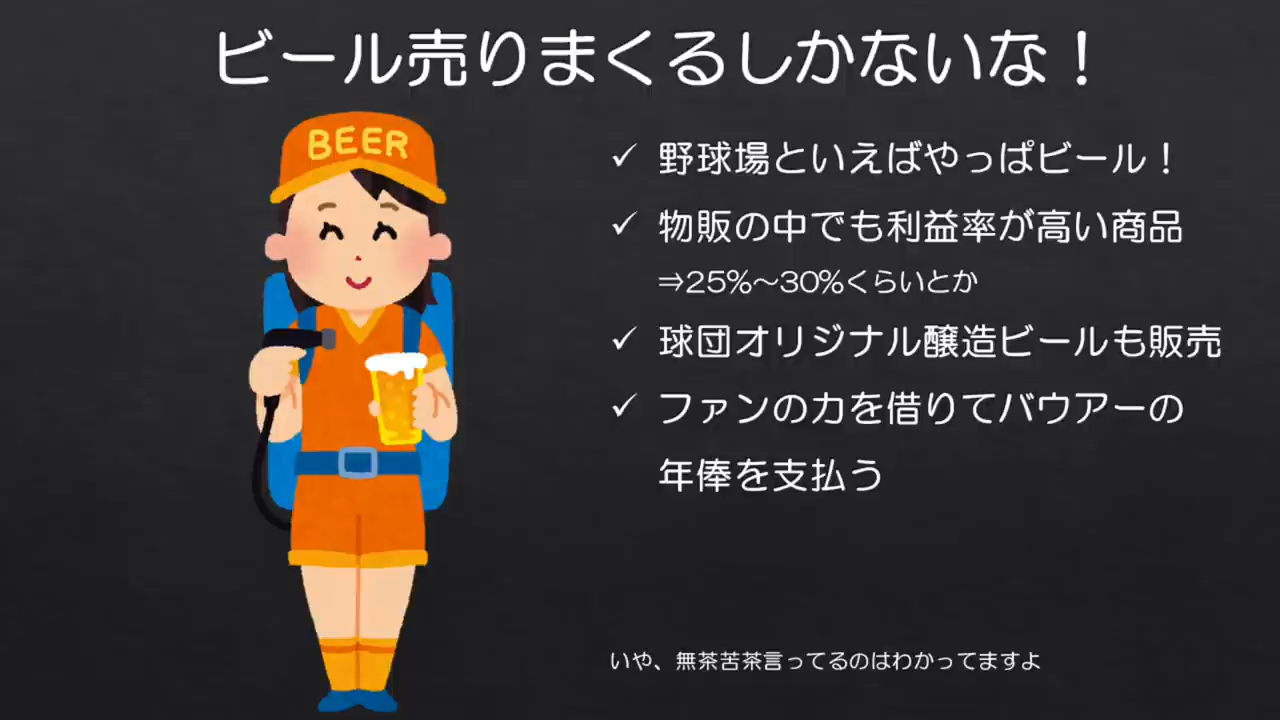 ビール売りまくるしかないな！
BEER
✓ 野球場といえばやっぱビール！
✓ 物販の中でも利益率が高い商品
⇒25%～30%くらいとか
✓ 球団オリジナル醸造ビールも販売
✓ ファンの力を借りてバウアーの
年俸を支払う
いや、無茶苦茶言ってるのはわかってますよ